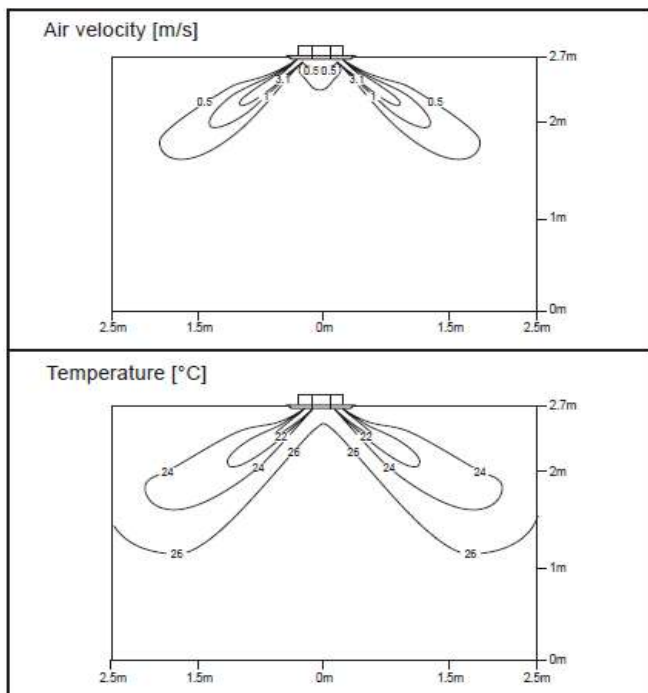 Air velocity [m/s]
2.7m
0.5 0.5
3.1 3.1
0.5 1 1 0.5
2m
1m
0m
2.5m 1.5m 0m 1.5m 2.5m
Temperature [°C]
2.7m
22 22
26 26
24 24 24 24
2m
26 26
1m
0m
2.5m 1.5m 0m 1.5m 2.5m